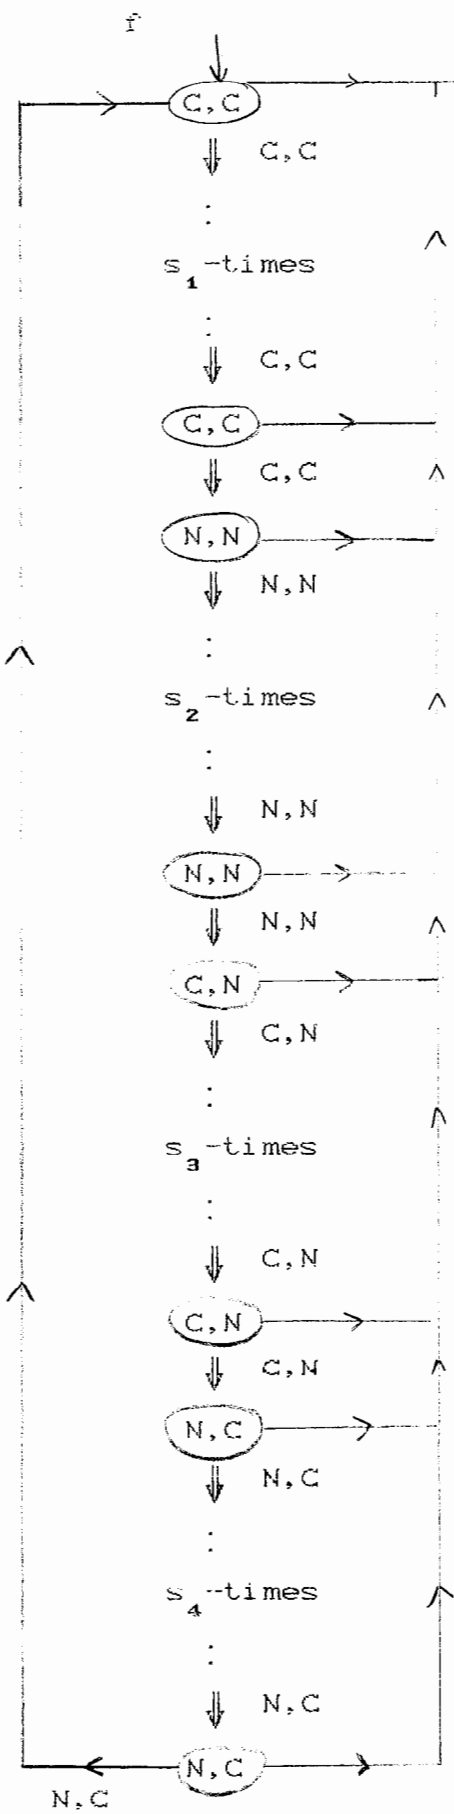 f
C,C
C,C
s₁-times
C,C
C,C
C,C
N,N
N,N
s₂-times
N,N
N,N
N,N
C,N
C,N
s₃-times
C,N
C,N
C,N
N,C
N,C
s₄-times
N,C
N,C
N,C